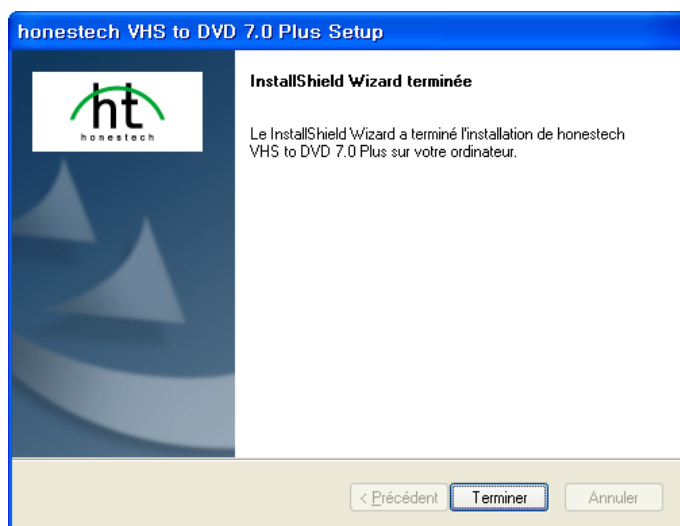 honestech VHS to DVD 7.0 Plus Setup
ht
honestech
InstallShield Wizard terminée
Le InstallShield Wizard a terminé l'installation de honestech
VHS to DVD 7.0 Plus sur votre ordinateur.
< Précédent
Terminer
Annuler